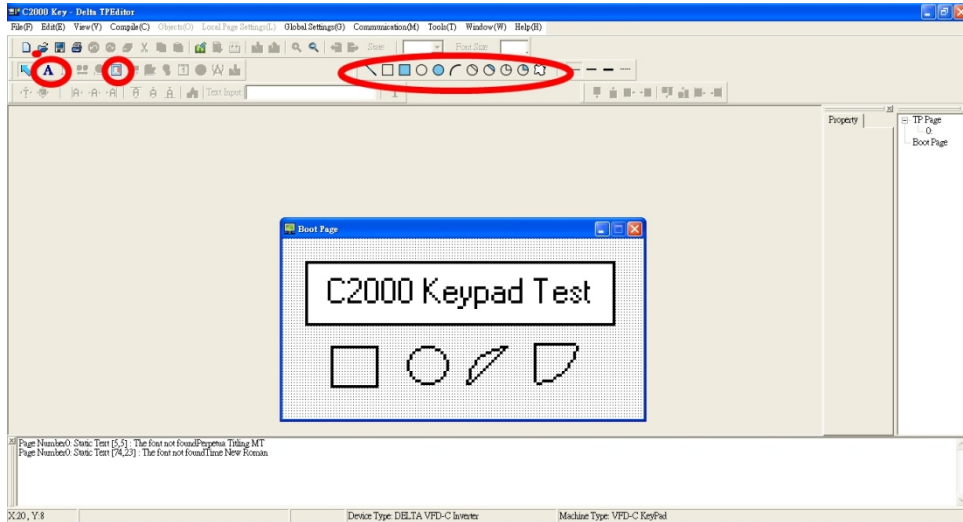 C2000 Key - Delta TPEditor
File(F) Edit(E) View(V) Compile(C) Objects(O) Local Page Settings(L) Global Settings(G) Communication(M) Tools(T) Window(W) Help(H)
Size: Font Size:
A
Text Input
Property
TP Page
0:
Boot Page
Boot Page
C2000 Keypad Test
Page Number0. Static Text [5,5] : The font not foundPerpetua Titling MT
Page Number0. Static Text [74,23] : The font not foundTime New Roman
X:20 , Y:8 Device Type: DELTA VFD-C Inverter Machine Type: VFD-C KeyPad